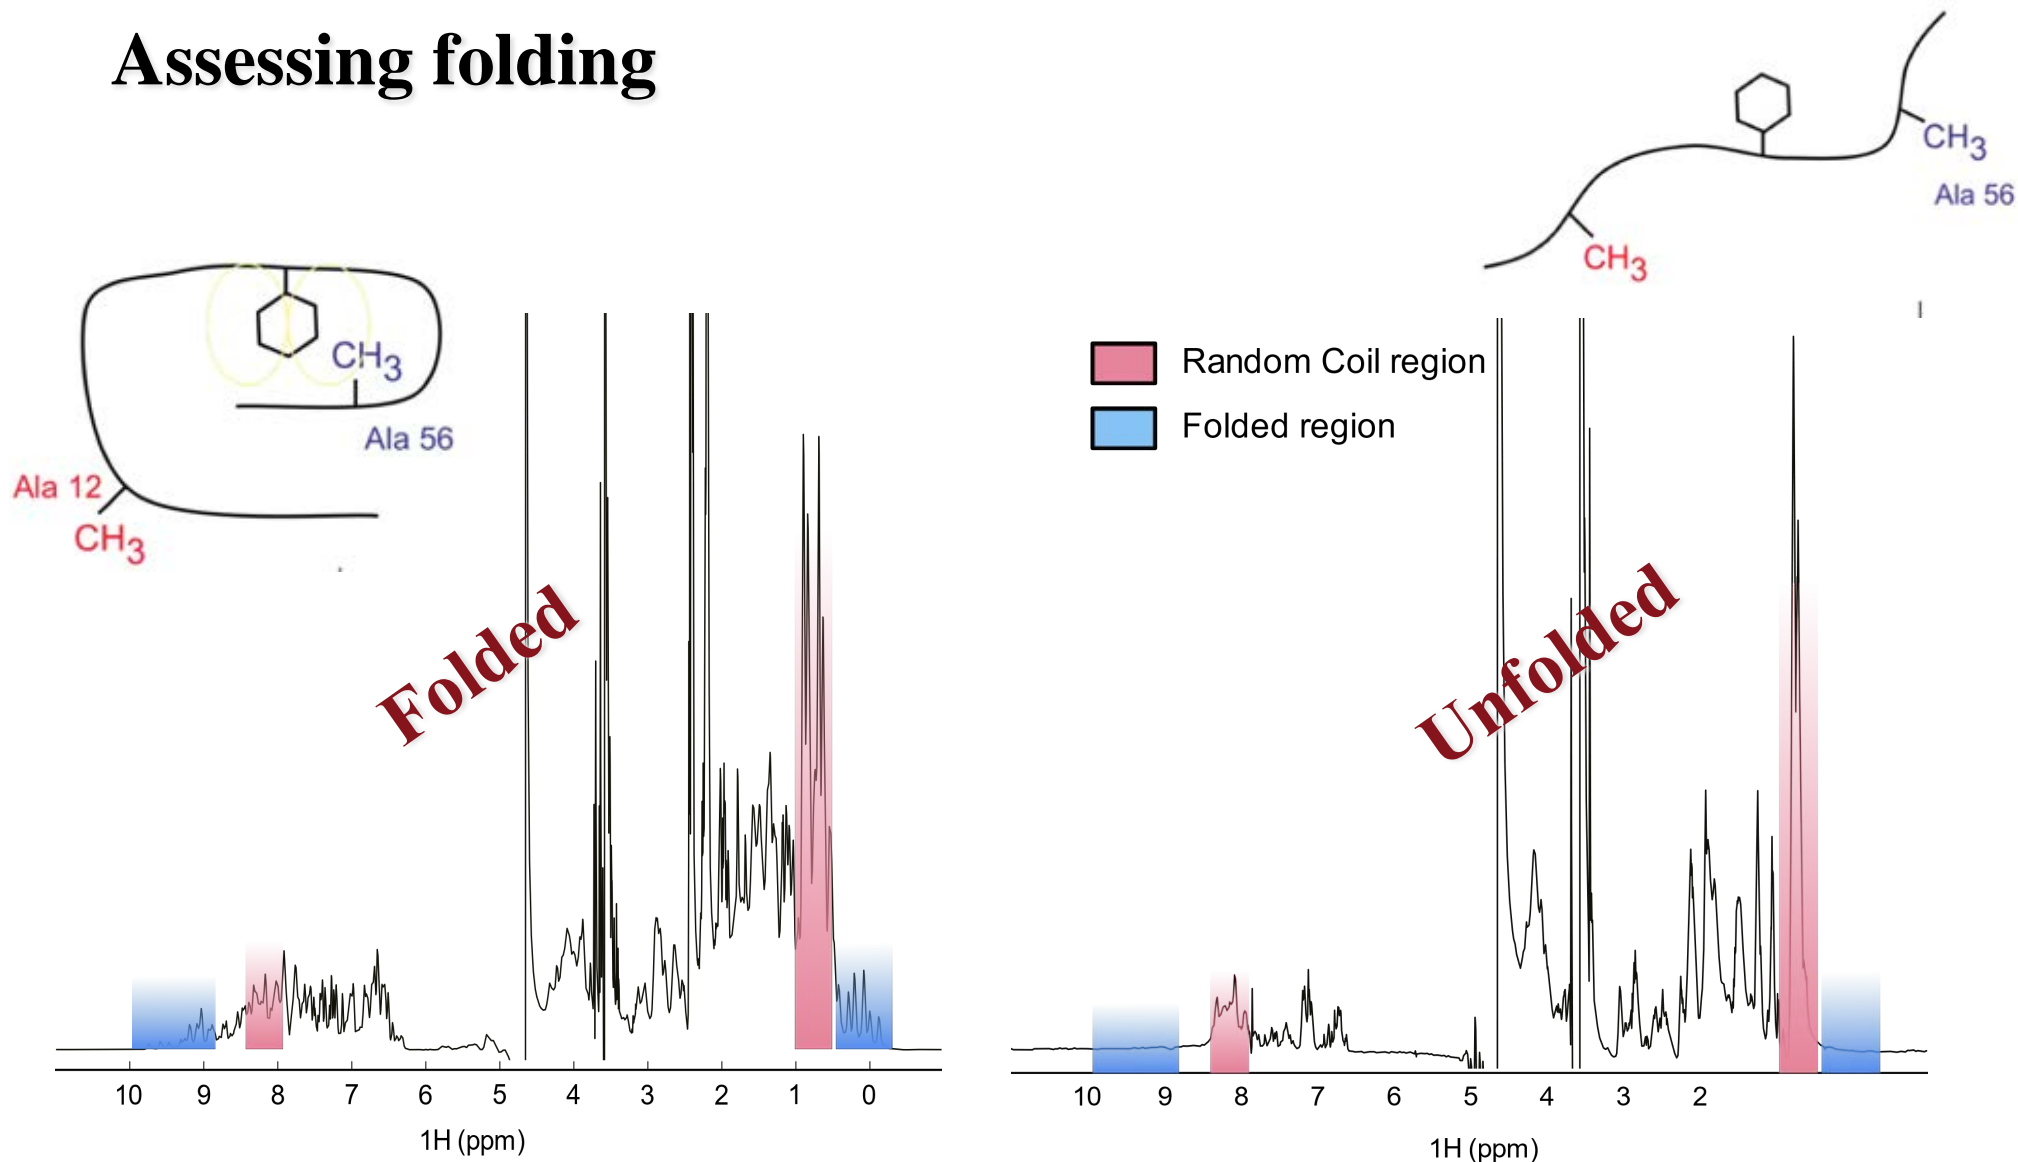 Assessing folding
CH3
Ala 56
CH3
CH3
Ala 56
Ala 12
CH3
Random Coil region
Folded region
Folded
Unfolded
10 9 8 7 6 5 4 3 2 1 0
1H (ppm)
10 9 8 7 6 5 4 3 2
1H (ppm)